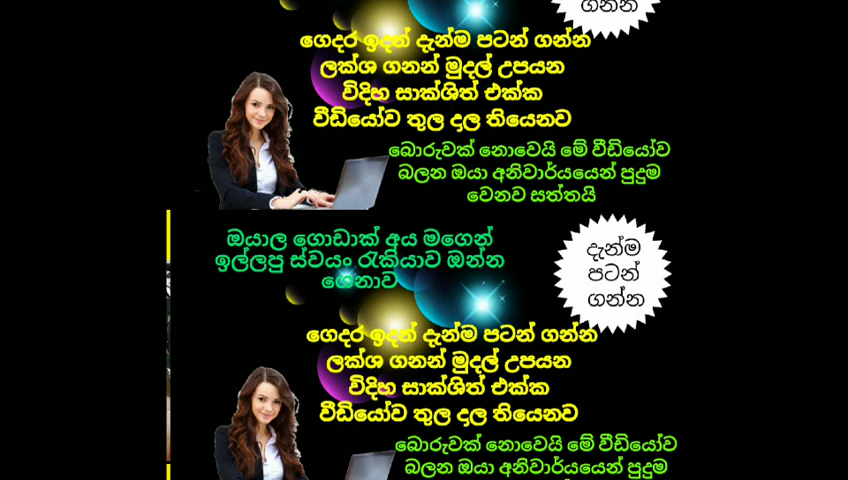 ගන්න
ගෙදර ඉදන් දැන්ම පටන් ගන්න
ලක්ශ ගනන් මුදල් උපයන
විදිහ සාක්ශිත් එක්ක
වීඩියෝව තුල දාල තියෙනව
බොරුවක් නොවෙයි මේ වීඩියෝව
බලන ඔයා අනිවාර්යයෙන් පුදුම
වෙනව සත්තයි
ඔයාල ගොඩාක් අය මගෙන්
ඉල්ලපු ස්වයං රැකියාව ඔන්න
ගෙනාව
දැන්ම
පටන්
ගන්න
ගෙදර ඉදන් දැන්ම පටන් ගන්න
ලක්ශ ගනන් මුදල් උපයන
විදිහ සාක්ශිත් එක්ක
වීඩියෝව තුල දාල තියෙනව
බොරුවක් නොවෙයි මේ වීඩියෝව
බලන ඔයා අනිවාර්යයෙන් පුදුම